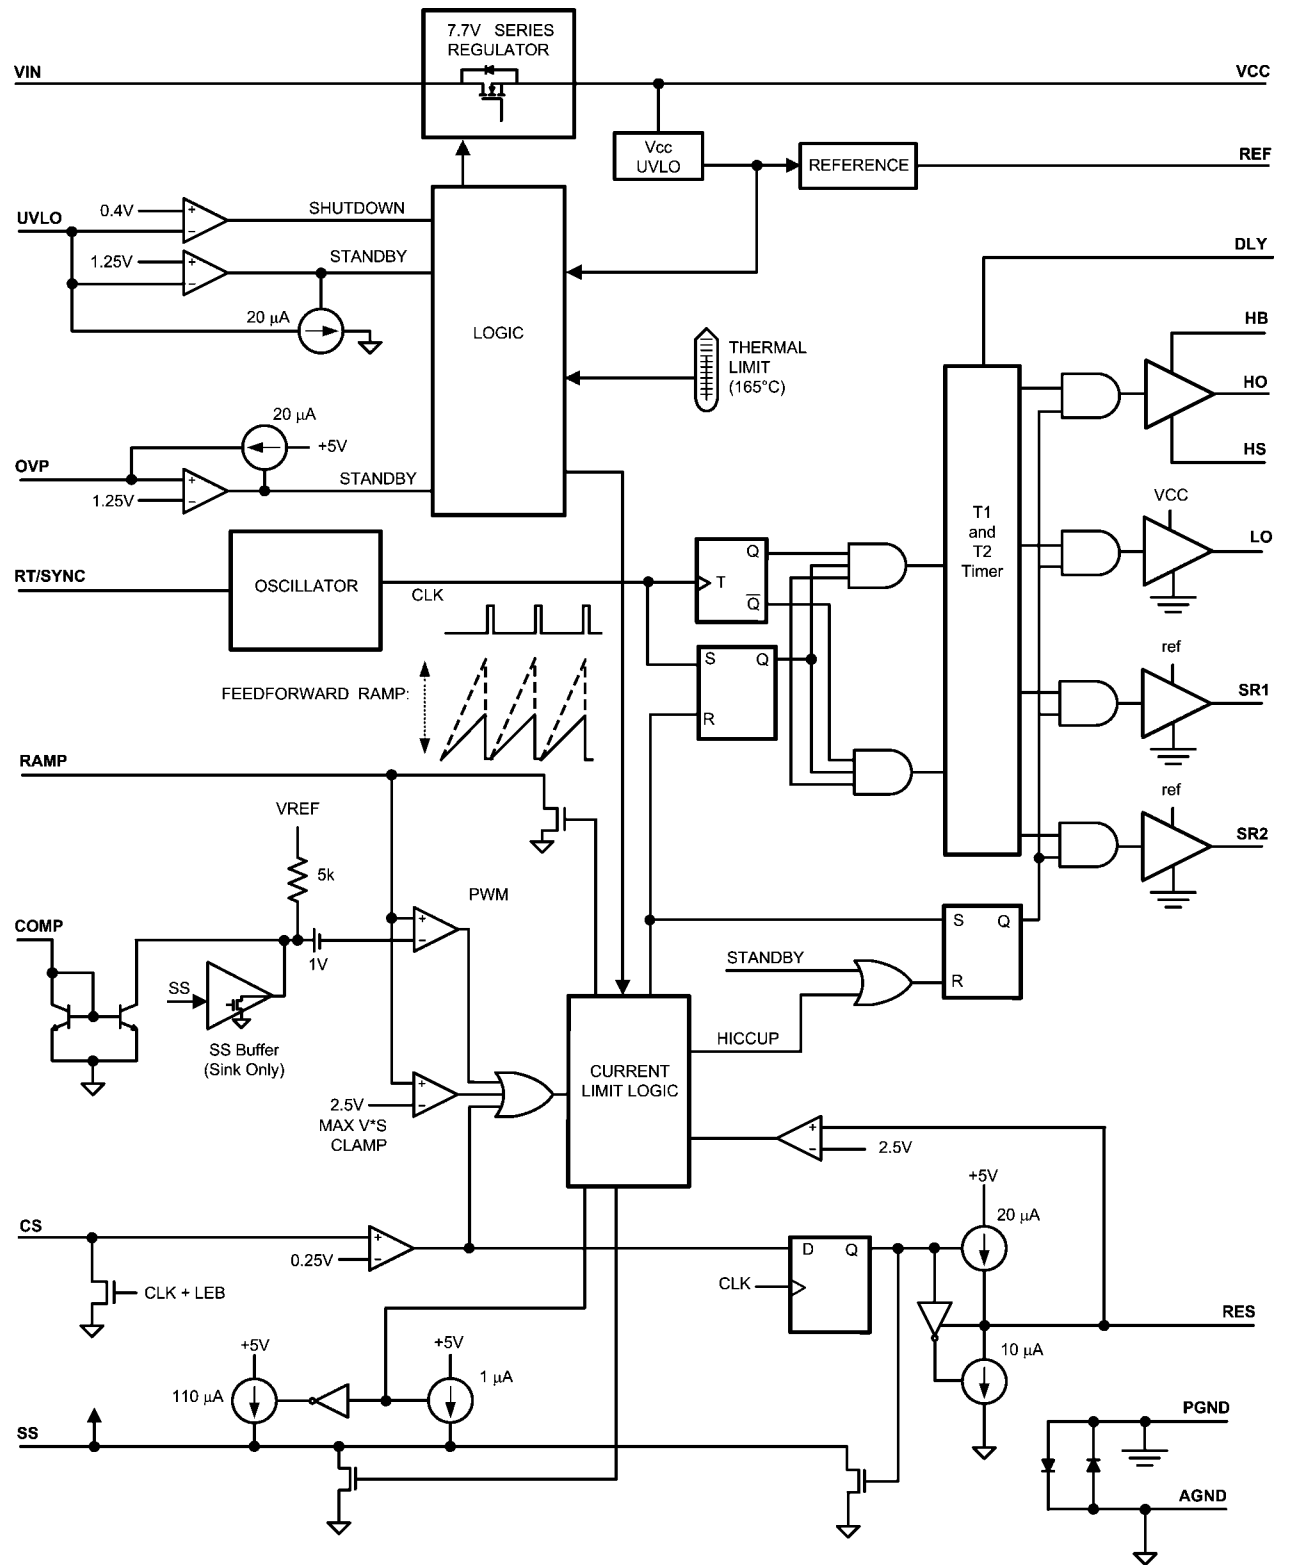 7.7V SERIES
REGULATOR
VIN
VCC
Vcc
UVLO
REFERENCE
REF
UVLO
0.4V
+
−
SHUTDOWN
1.25V
+
−
STANDBY
20 µA
DLY
LOGIC
THERMAL
LIMIT
(165°C)
HB
HO
HS
20 µA
+5V
OVP
+
−
1.25V
STANDBY
T1
and
T2
Timer
VCC
LO
RT/SYNC
OSCILLATOR
CLK
Q
T
Q
S
Q
R
FEEDFORWARD RAMP:
ref
SR1
RAMP
VREF
5k
ref
SR2
PWM
+
−
COMP
1V
SS
SS Buffer
(Sink Only)
S
Q
R
STANDBY
HICCUP
CURRENT
LIMIT LOGIC
+
−
2.5V
MAX V*S
CLAMP
+
−
2.5V
+5V
20 µA
CS
+
−
0.25V
D
Q
CLK
CLK + LEB
RES
10 µA
+5V
110 µA
+5V
1 µA
SS
PGND
AGND